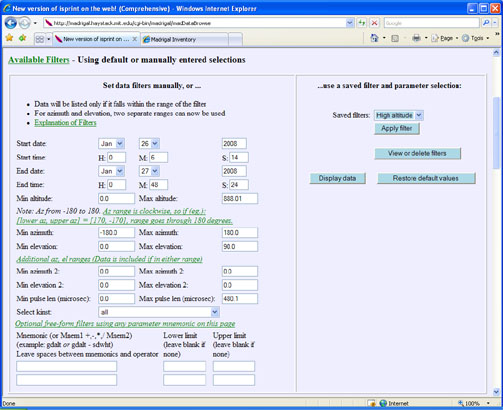 New version of isprint on the web! (Comprehensive) - Windows Internet Explorer
http://madrigal.haystack.mit.edu/cgi-bin/madrigal/madDataBrowse
Google
New version of isprint on ...
Madrigal Inventory
Page
Tools
Available Filters - Using default or manually entered selections
Set data filters manually, or ...
Data will be listed only if it falls within the range of the filter
For azimuth and elevation, two separate ranges can now be used
Explanation of Filters
Start date: Jan 26 2008
Start time: H: 0 M: 6 S: 14
End date: Jan 27 2008
End time: H: 0 M: 48 S: 24
Min altitude: 0.0 Max altitude: 888.01
Note: Az from -180 to 180. Az range is clockwise, so if (eg.):
[lower az, upper az] = [170, -170], range goes through 180 degrees.
Min azimuth: -180.0 Max azimuth: 180.0
Min elevation: 0.0 Max elevation: 90.0
Additional az, el ranges (Data is included if in either range)
Min azimuth 2: 0.0 Max azimuth 2: 0.0
Min elevation 2: 0.0 Max elevation 2: 0.0
Min pulse len (microsec): 0.0 Max pulse len (microsec): 480.1
Select kinst: all
Optional free-form filters using any parameter mnemonic on this page
Mnemonic (or Msem1 +,-,*,/ Msem2) Lower limit Upper limit
(example: gdalt or gdalt - sdwht) (leave blank if (leave blank if
Leave spaces between mnemonics and operator none) none)
...use a saved filter and parameter selection:
Saved filters: High altitude
Apply filter
View or delete filters
Display data
Restore default values
Done
Internet
100%